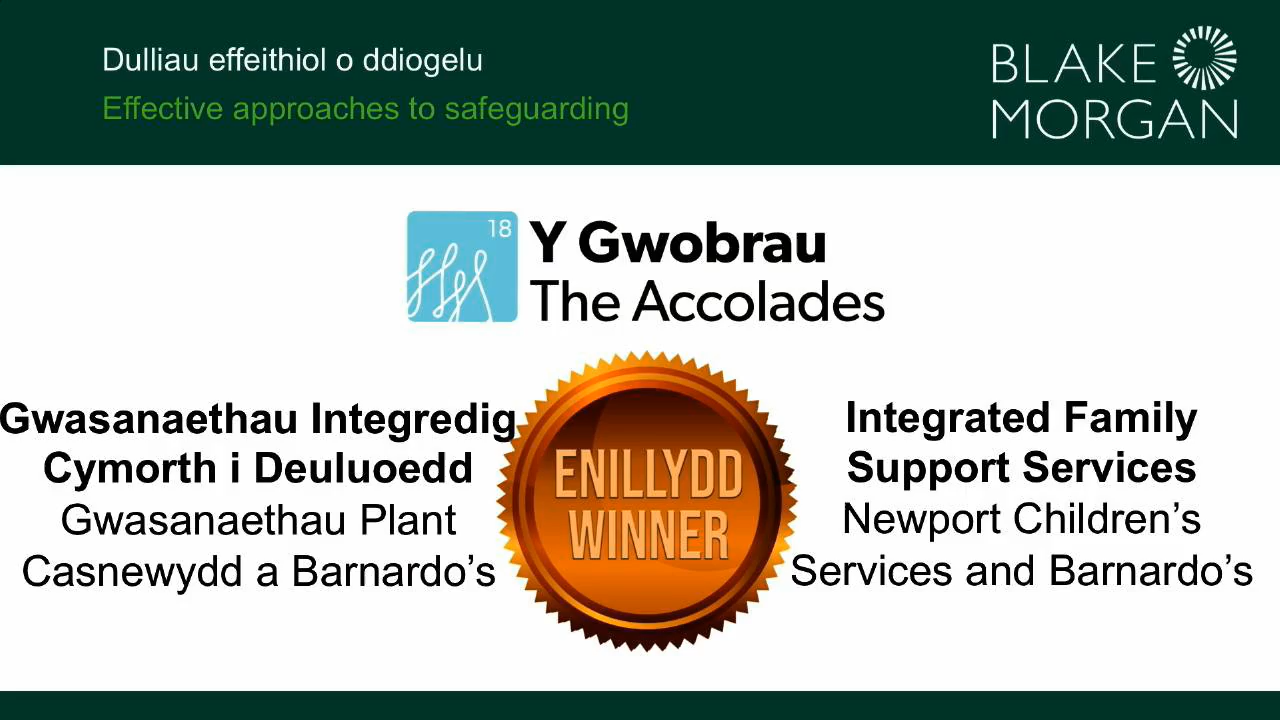 Dulliau effeithiol o ddiogelu
Effective approaches to safeguarding
BLAKE
MORGAN
18
Y Gwobrau
The Accolades
Gwasanaethau Integredig
Cymorth i Deuluoedd
Gwasanaethau Plant
Casnewydd a Barnardo’s
ENILLYDD
WINNER
Integrated Family
Support Services
Newport Children’s
Services and Barnardo’s